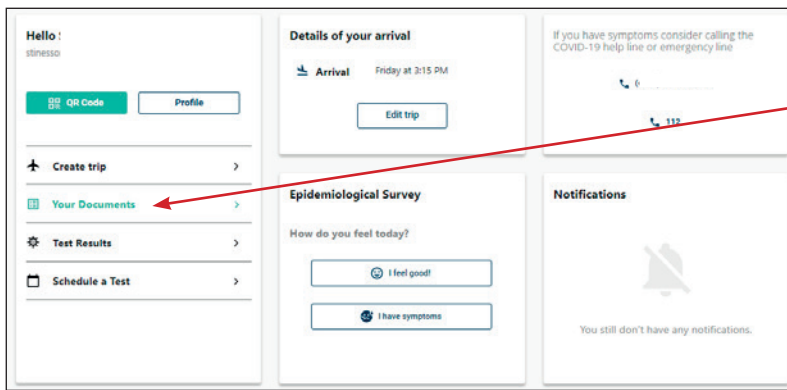 Hello :
stinesso
QR Code
Profile
Create trip
Your Documents
Test Results
Schedule a Test
Details of your arrival
Arrival Friday at 3:15 PM
Edit trip
Epidemiological Survey
How do you feel today?
I feel good!
I have symptoms
If you have symptoms consider calling the
COVID-19 help line or emergency line
112
Notifications
You still don't have any notifications.